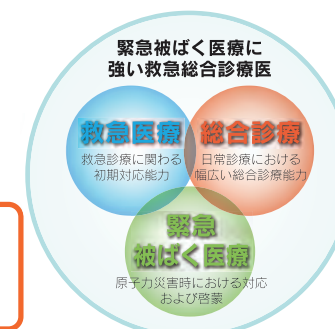 緊急被ばく医療に
強い救急総合診療医
救急医療
救急診療に関わる
初期対応能力
総合診療
日常診療における
幅広い総合診療能力
緊急
被ばく医療
原子力災害時における対応
および啓蒙